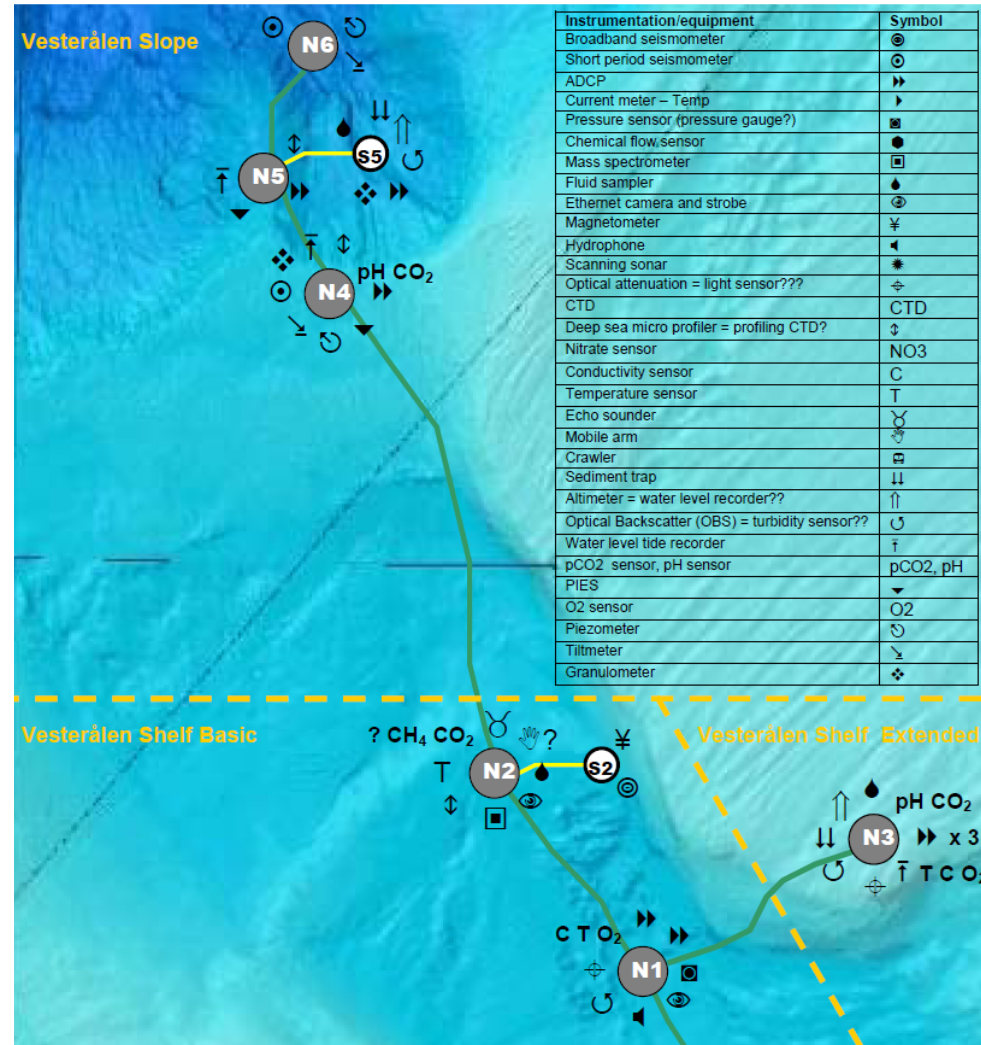 Vesterålen Slope
N6
S5
N5
pH CO₂
N4
Instrumentation/equipment Symbol
Broadband seismometer
Short period seismometer
ADCP
Current meter – Temp
Pressure sensor (pressure gauge?)
Chemical flow sensor
Mass spectrometer
Fluid sampler
Ethernet camera and strobe
Magnetometer ¥
Hydrophone
Scanning sonar
Optical attenuation = light sensor???
CTD CTD
Deep sea micro profiler = profiling CTD?
Nitrate sensor NO3
Conductivity sensor C
Temperature sensor T
Echo sounder
Mobile arm
Crawler
Sediment trap
Altimeter = water level recorder??
Optical Backscatter (OBS) = turbidity sensor??
Water level tide recorder
pCO2 sensor, pH sensor pCO2, pH
PIES
O2 sensor O2
Piezometer
Tiltmeter
Granulometer
Vesterålen Shelf Basic
? CH₄ CO₂
?
¥
Vesterålen Shelf Extended
T
N2
S2
pH CO₂
N3
x 3
T C O₂
C T O₂
N1